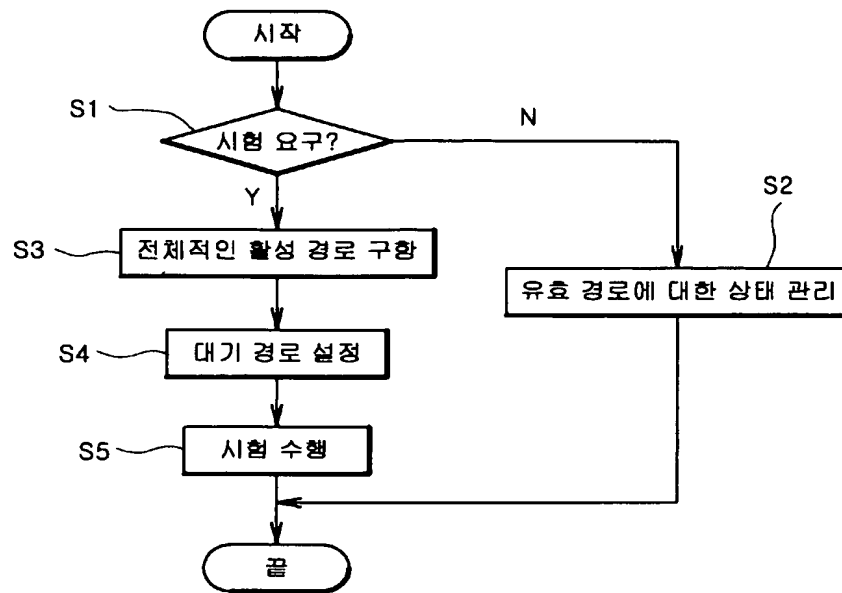 시작
S1
시험 요구?
N
Y
S2
S3
전체적인 활성 경로 구함
유효 경로에 대한 상태 관리
S4
대기 경로 설정
S5
시험 수행
끝